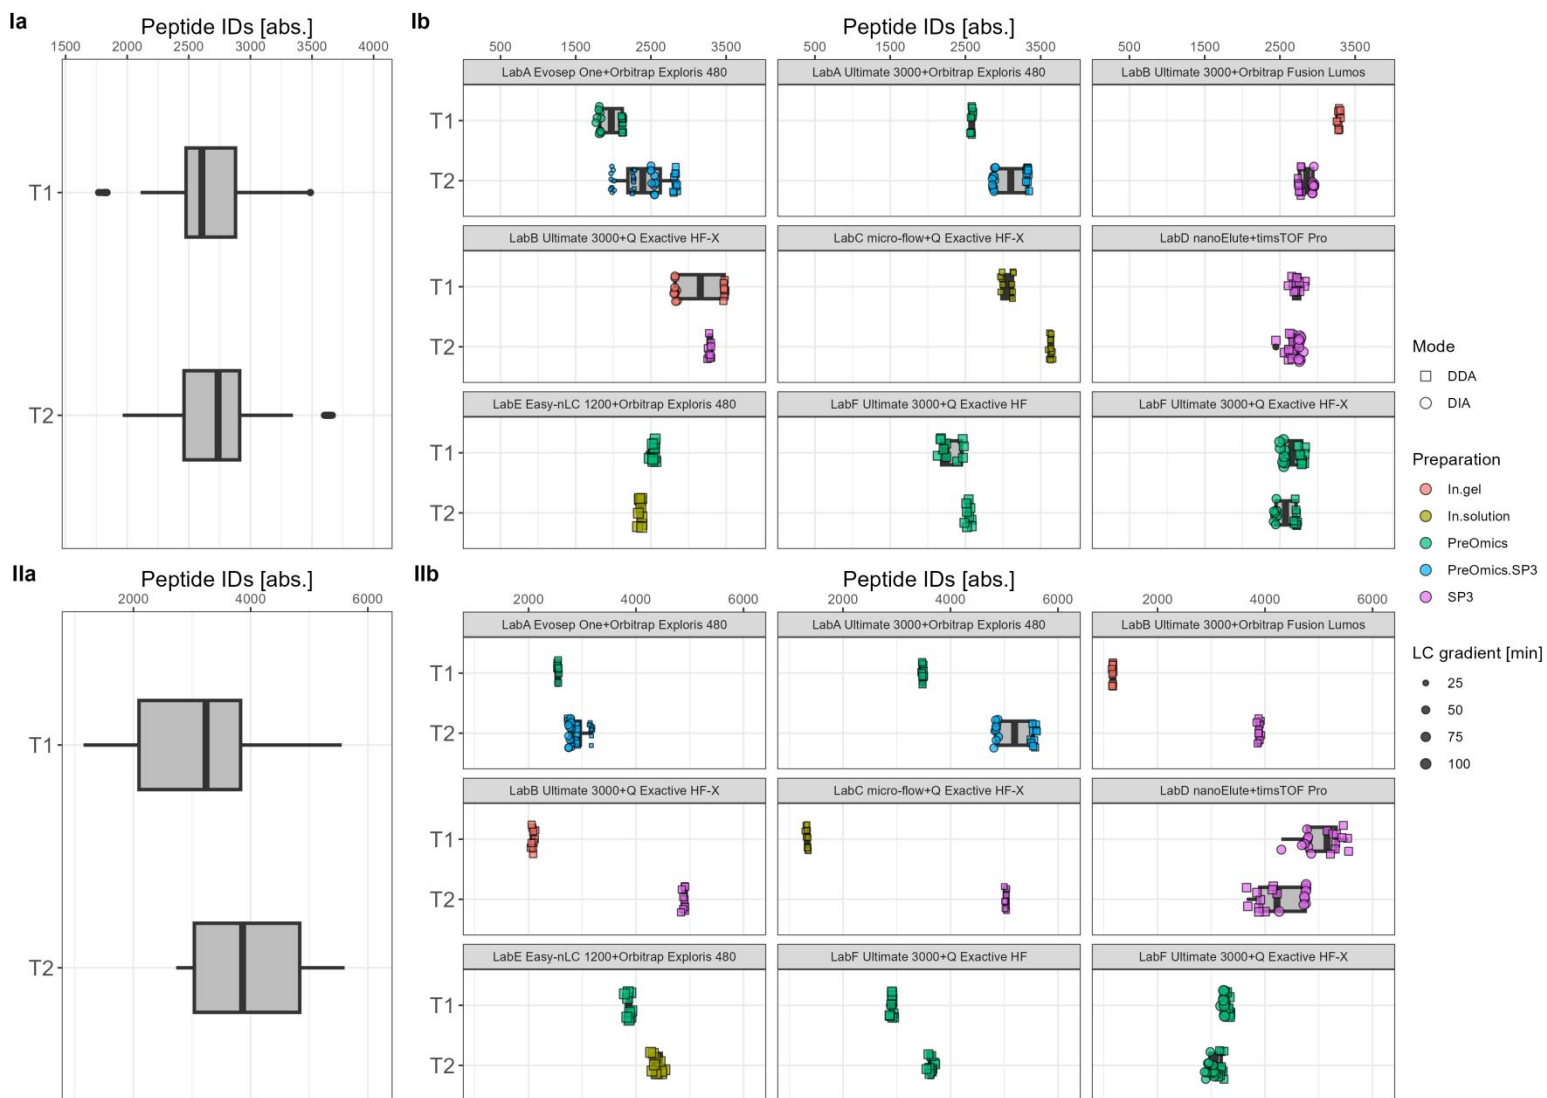 Ia
Peptide IDs [abs.]
1500 2000 2500 3000 3500 4000
T1
T2
Ib
Peptide IDs [abs.]
500 1500 2500 3500 500 1500 2500 3500 500 1500 2500 3500
LabA Evosep One+Orbitrap Exploris 480
LabA Ultimate 3000+Orbitrap Exploris 480
LabB Ultimate 3000+Orbitrap Fusion Lumos
T1
T2
LabB Ultimate 3000+Q Exactive HF-X
LabC micro-flow+Q Exactive HF-X
LabD nanoElute+timsTOF Pro
T1
T2
LabE Easy-nLC 1200+Orbitrap Exploris 480
LabF Ultimate 3000+Q Exactive HF
LabF Ultimate 3000+Q Exactive HF-X
T1
T2
IIa
Peptide IDs [abs.]
2000 4000 6000
T1
T2
IIb
Peptide IDs [abs.]
2000 4000 6000 2000 4000 6000 2000 4000 6000
LabA Evosep One+Orbitrap Exploris 480
LabA Ultimate 3000+Orbitrap Exploris 480
LabB Ultimate 3000+Orbitrap Fusion Lumos
T1
T2
LabB Ultimate 3000+Q Exactive HF-X
LabC micro-flow+Q Exactive HF-X
LabD nanoElute+timsTOF Pro
T1
T2
LabE Easy-nLC 1200+Orbitrap Exploris 480
LabF Ultimate 3000+Q Exactive HF
LabF Ultimate 3000+Q Exactive HF-X
T1
T2
Mode
DDA
DIA
Preparation
In.gel
In.solution
PreOmics
PreOmics.SP3
SP3
LC gradient [min]
25
50
75
100